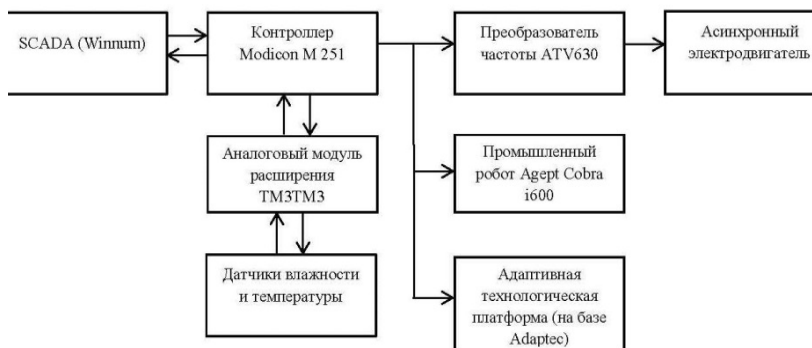 SCADA (Winnum)
Контроллер
Modicon M 251
Преобразователь
частоты ATV630
Асинхронный
электродвигатель
Аналоговый модуль
расширения
TM3TM3
Промышленный
робот Agept Cobra
i600
Датчики влажности
и температуры
Адаптивная
технологическая
платформа (на базе
Adaptec)